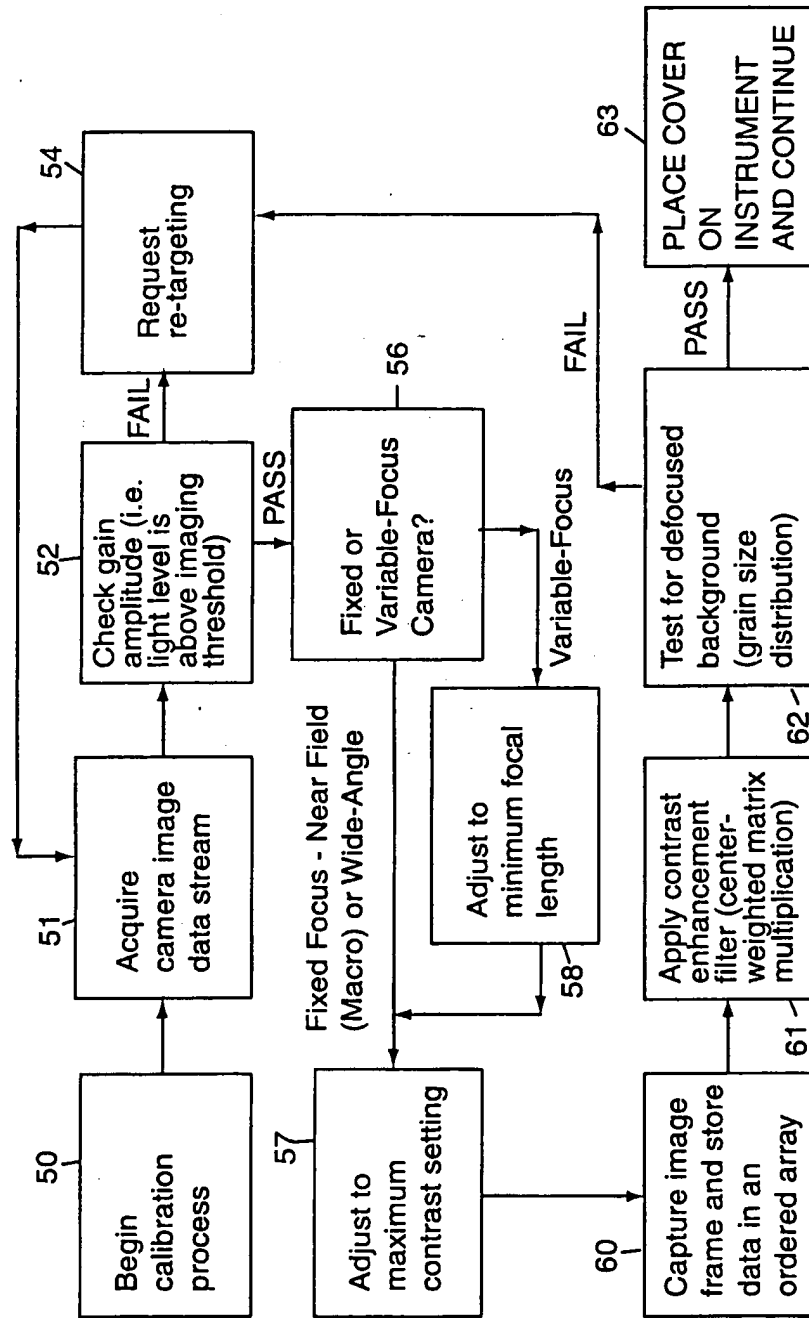 50
Begin
calibration
process
51
Acquire
camera image
data stream
52
Check gain
amplitude (i.e.
light level is
above imaging
threshold)
FAIL
54
Request
re-targeting
PASS
56
Fixed or
Variable-Focus
Camera?
Fixed Focus - Near Field
(Macro) or Wide-Angle
Variable-Focus
Adjust to
minimum focal
length
58
57
Adjust to
maximum
contrast setting
60
Capture image
frame and store
data in an
ordered array
61
Apply contrast
enhancement
filter (center-
weighted matrix
multiplication)
62
Test for defocused
background
(grain size
distribution)
FAIL
PASS
63
PLACE COVER
ON
INSTRUMENT
AND CONTINUE